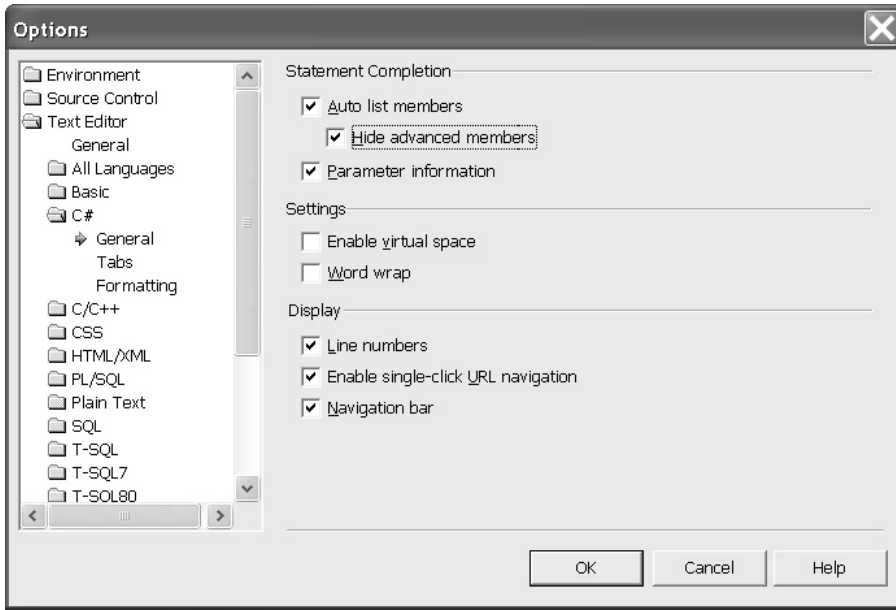 Options
Environment
Source Control
Text Editor
General
All Languages
Basic
C#
General
Tabs
Formatting
C/C++
CSS
HTML/XML
PL/SQL
Plain Text
SQL
T-SQL
T-SQL7
T-SQL80
Statement Completion
Auto list members
Hide advanced members
Parameter information
Settings
Enable virtual space
Word wrap
Display
Line numbers
Enable single-click URL navigation
Navigation bar
OK
Cancel
Help